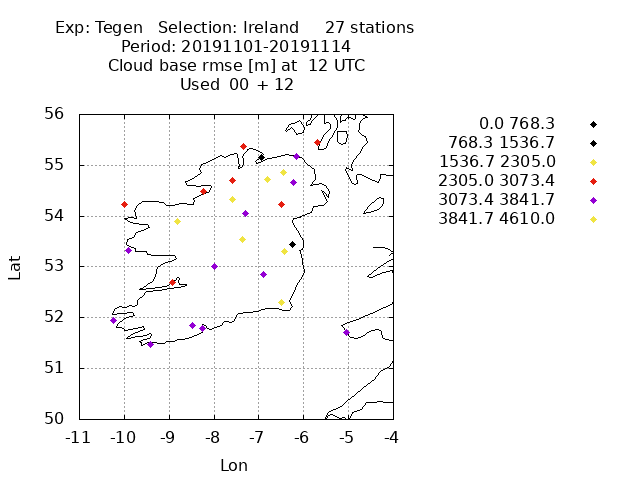 Exp: Tegen   Selection: Ireland     27 stations
Period: 20191101-20191114
Cloud base rmse [m] at  12 UTC
Used  00 + 12
0.0 768.3
768.3 1536.7
1536.7 2305.0
2305.0 3073.4
3073.4 3841.7
3841.7 4610.0
56
55
54
53
52
51
50
Lat
-11 -10 -9 -8 -7 -6 -5 -4
Lon